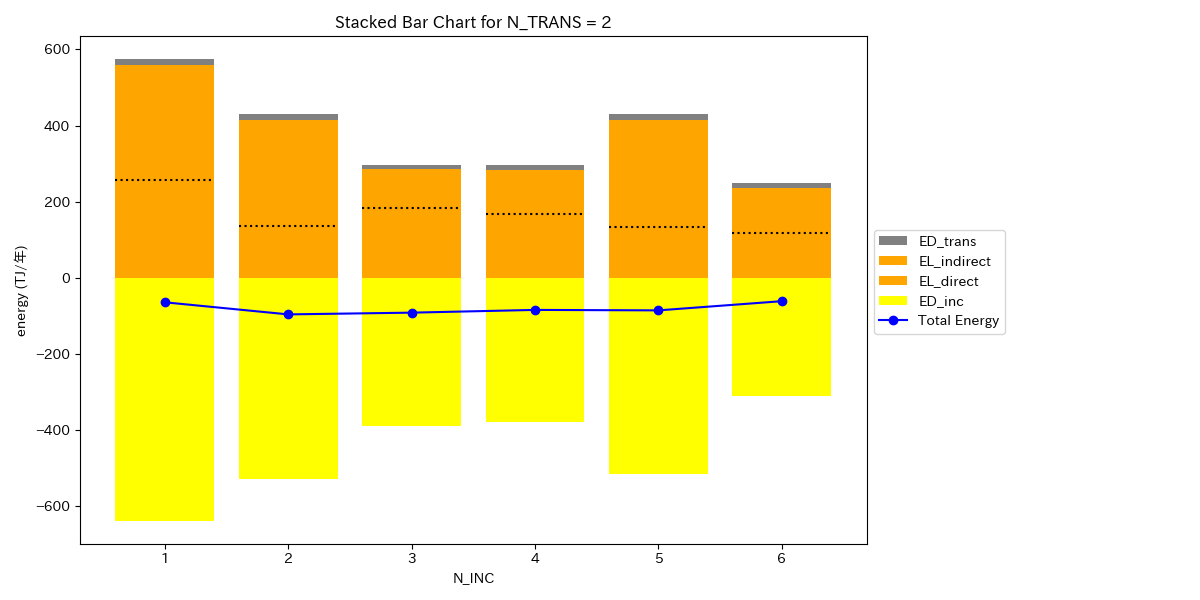 Stacked Bar Chart for N_TRANS = 2
energy (TJ/年)
600
400
200
0
−200
−400
−600
1 2 3 4 5 6
N_INC
ED_trans
EL_indirect
EL_direct
ED_inc
Total Energy